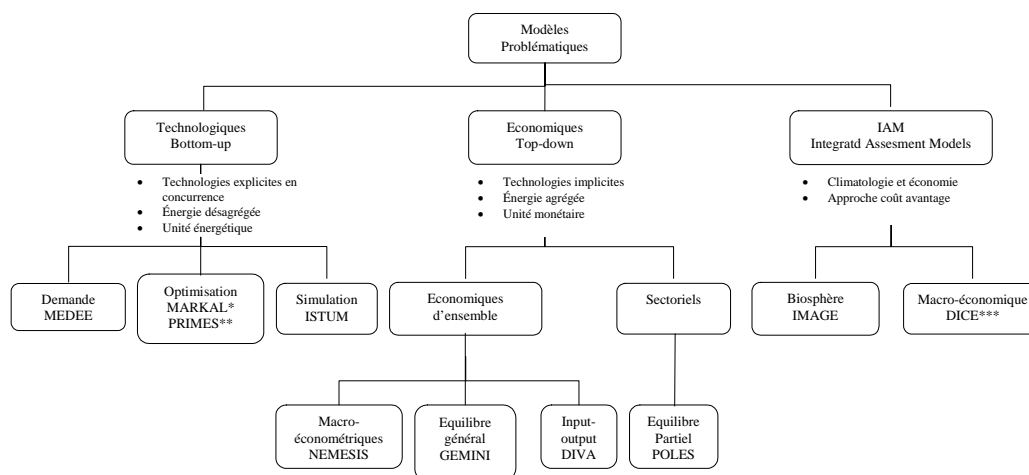 Modèles
Problématiques
Technologiques
Bottom-up
Economiques
Top-down
IAM
Integratd Assesment Models
• Technologies explicites en
concurrence
• Énergie désagrégée
• Unité énergétique
• Technologies implicites
• Énergie agrégée
• Unité monétaire
• Climatologie et économie
• Approche coût avantage
Demande
MEDEE
Optimisation
MARKAL*
PRIMES**
Simulation
ISTUM
Economiques
d'ensemble
Sectoriels
Biosphère
IMAGE
Macro-économique
DICE***
Macro-
économétriques
NEMESIS
Equilibre
général
GEMINI
Input-
output
DIVA
Equilibre
Partiel
POLES